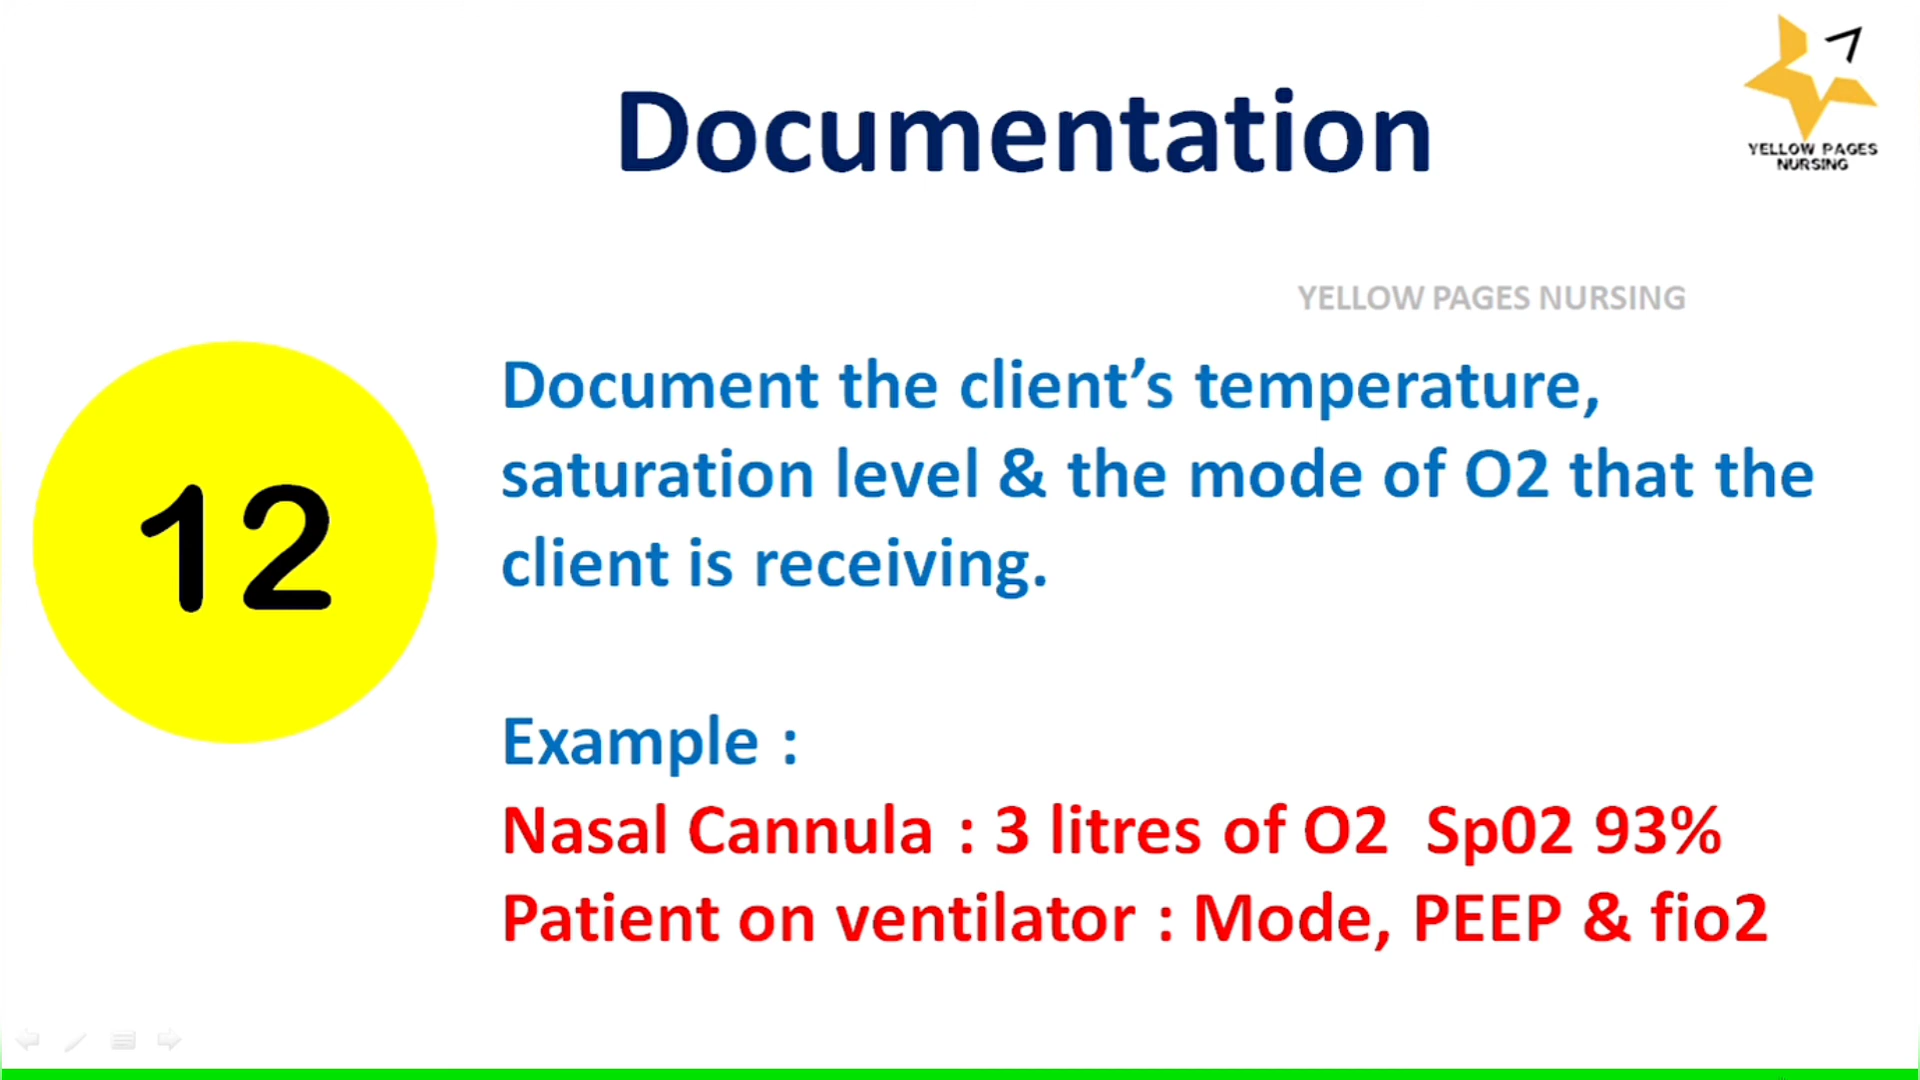 Documentation
YELLOW PAGES
NURSING
YELLOW PAGES NURSING
12
Document the client’s temperature,
saturation level & the mode of O2 that the
client is receiving.
Example :
Nasal Cannula : 3 litres of O2 Sp02 93%
Patient on ventilator : Mode, PEEP & fio2